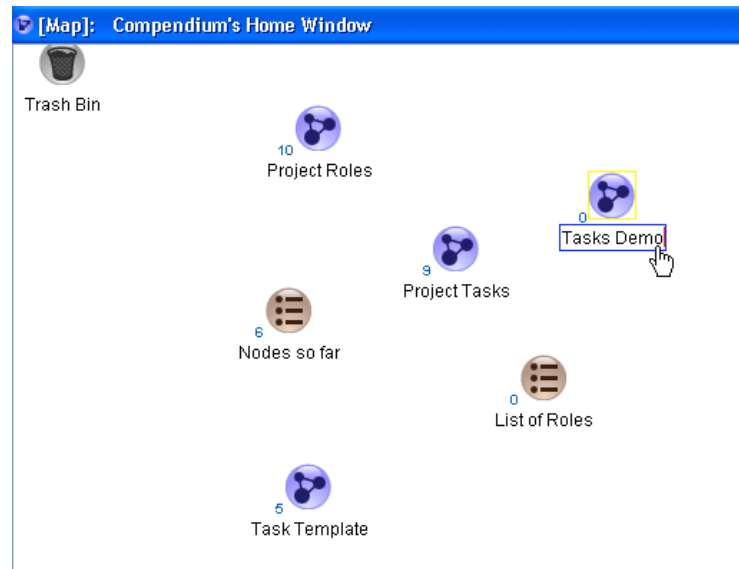 [Map]: Compendium's Home Window
Trash Bin
10
Project Roles
0
Tasks Demo
9
Project Tasks
6
Nodes so far
0
List of Roles
5
Task Template